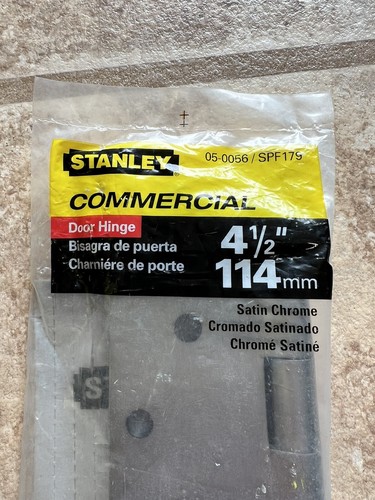 STANLEY
05-0056 / SPF179
COMMERCIAL
Door Hinge
Bisagra de puerta
Charniére de porte
4½"
114mm
Satin Chrome
Cromado Satinado
Chromé Satiné
S